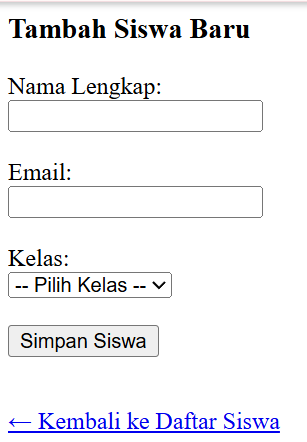 Tambah Siswa Baru
Nama Lengkap:
Email:
Kelas:
-- Pilih Kelas --
Simpan Siswa
← Kembali ke Daftar Siswa